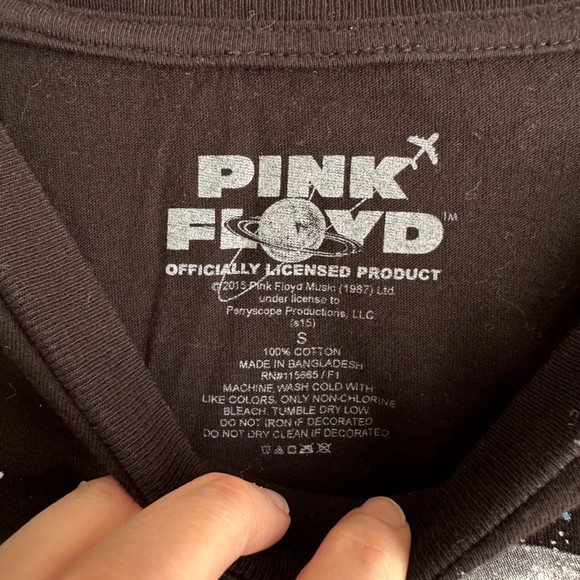 PINK
FLOYD™
OFFICIALLY LICENSED PRODUCT
©2015 Pink Floyd Music (1987) Ltd.
under license to
Perryscope Productions, LLC
(s15)
S
100% COTTON
MADE IN BANGLADESH
RN#115665 / F1
MACHINE WASH COLD WITH
LIKE COLORS. ONLY NON-CHLORINE
BLEACH. TUMBLE DRY LOW.
DO NOT IRON IF DECORATED.
DO NOT DRY CLEAN IF DECORATED